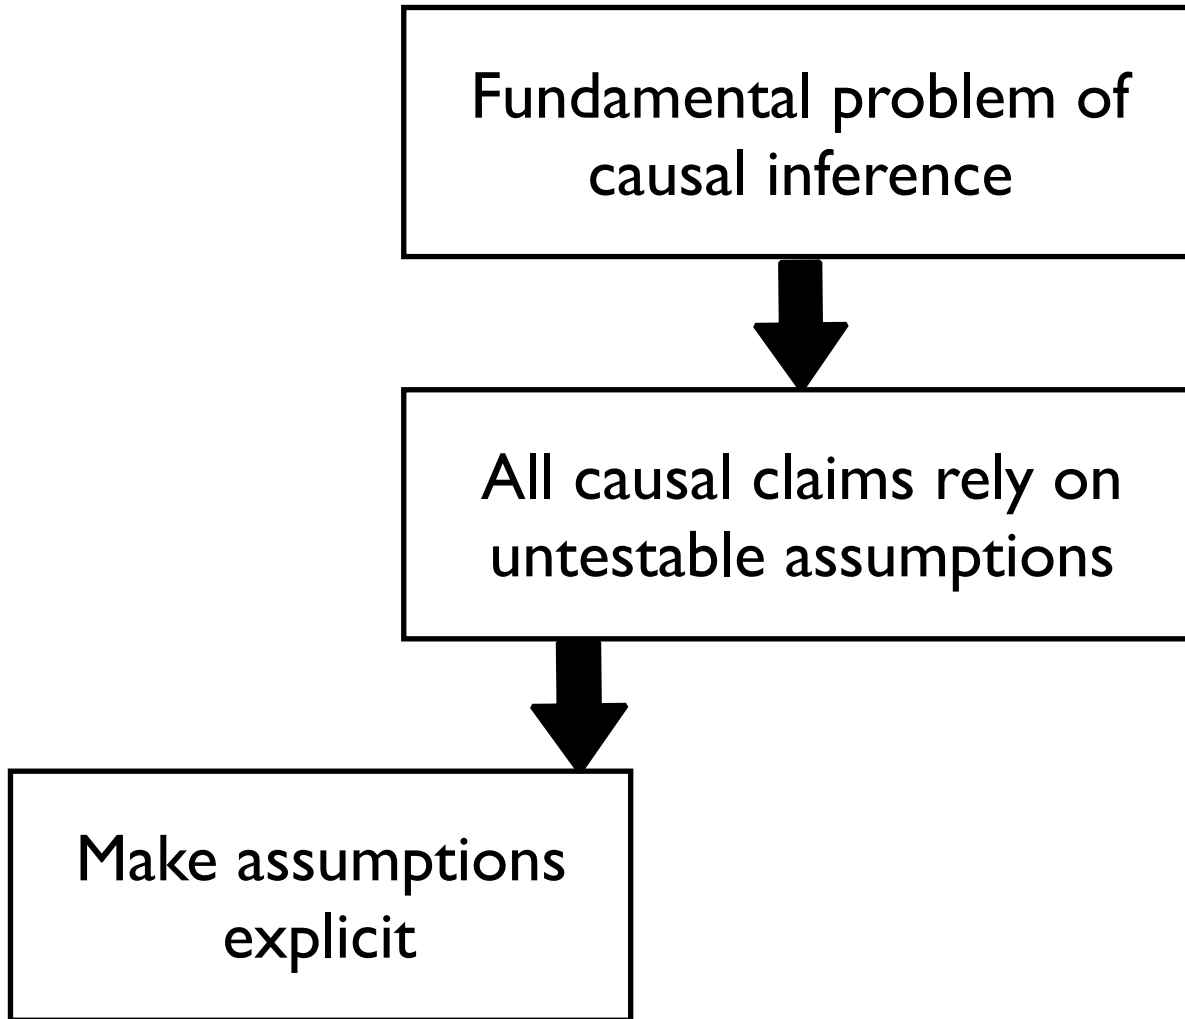 Fundamental problem of
causal inference
All causal claims rely on
untestable assumptions
Make assumptions
explicit